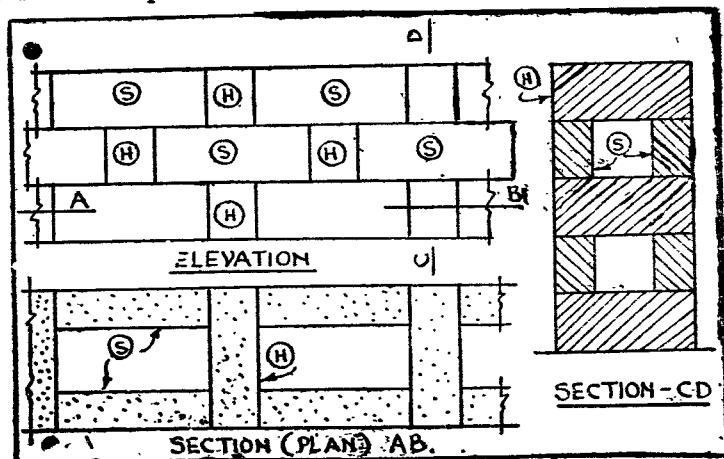 D
S H S
H
H S H S
S
A H B
ELEVATION C
S H
SECTION-CD
SECTION (PLAN) AB.